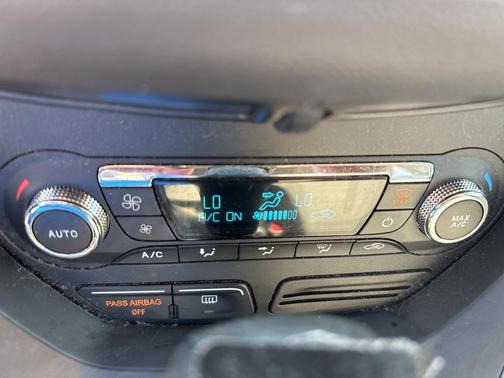 LO LO
A/C ON
AUTO
MAX
A/C
A/C
PASS AIRBAG
OFF